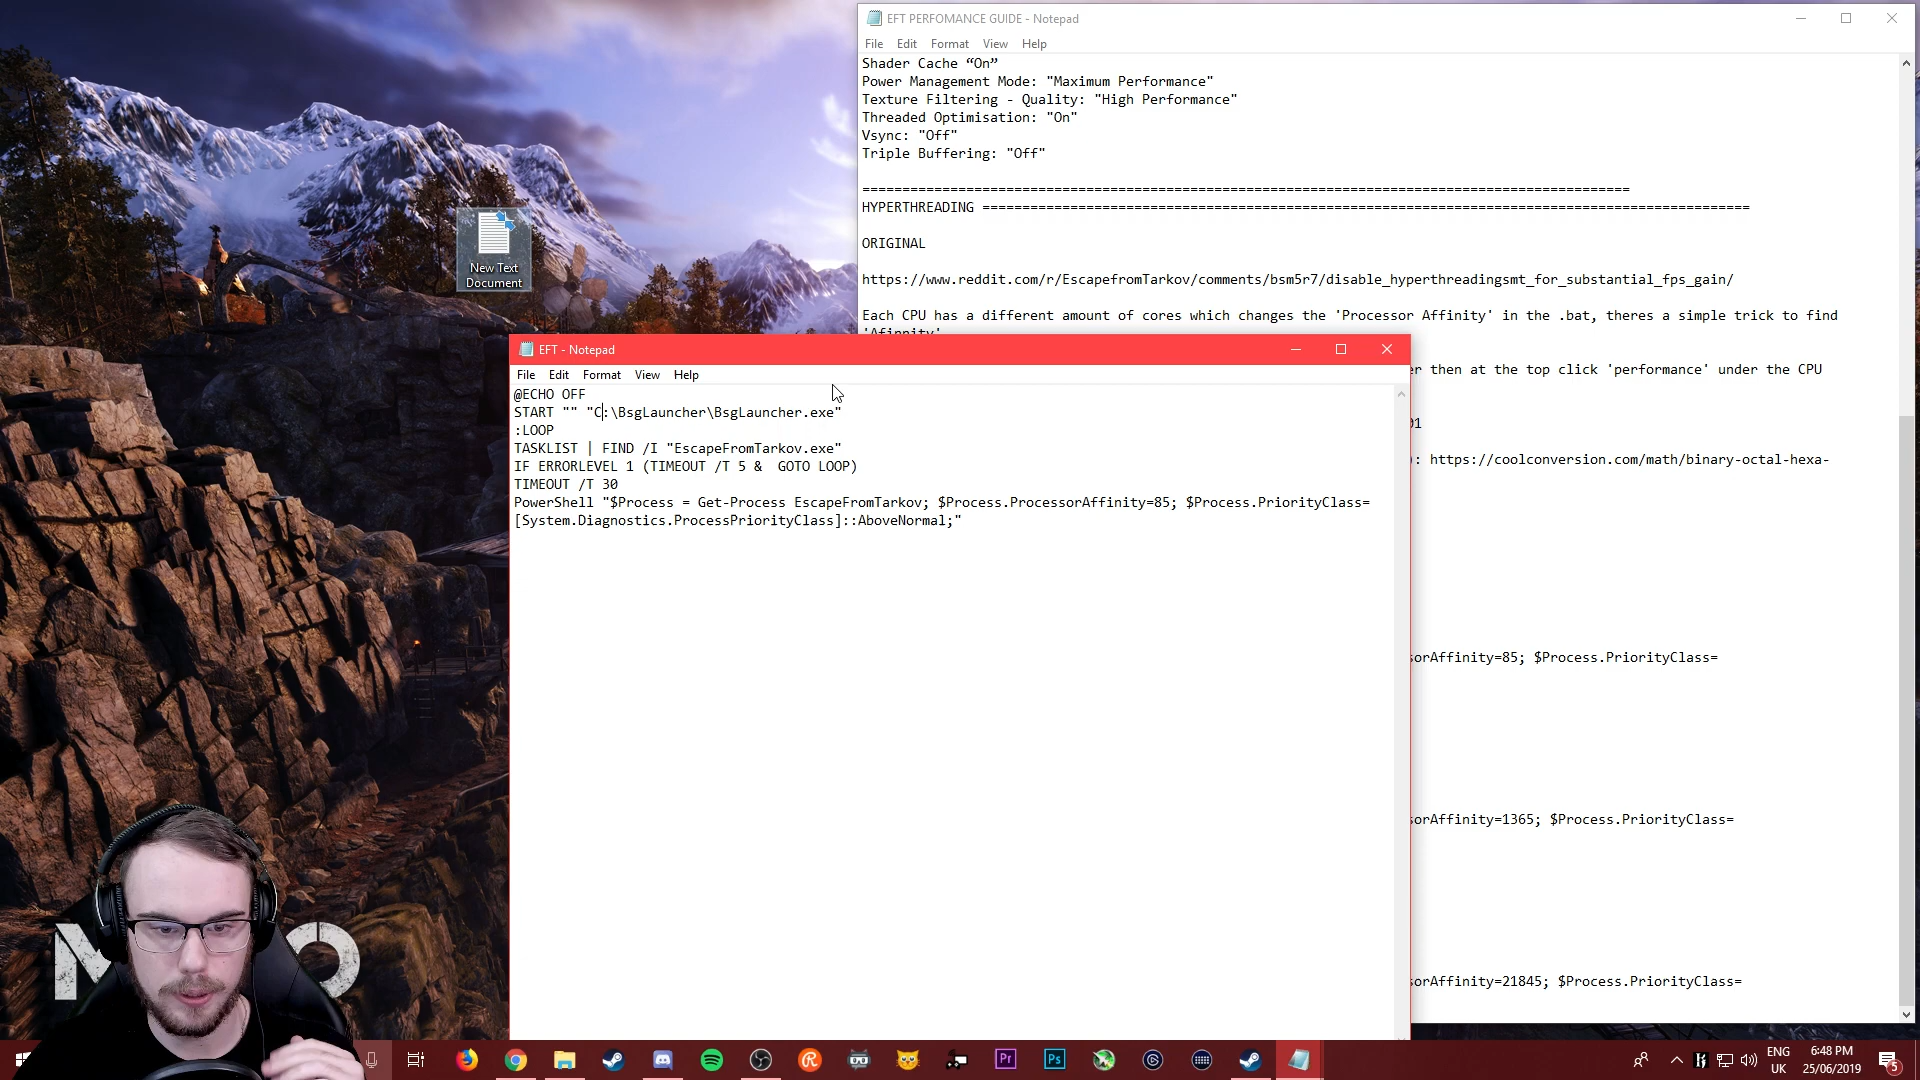 EFT PERFOMANCE GUIDE - Notepad
File Edit Format View Help
Shader Cache “On”
Power Management Mode: "Maximum Performance"
Texture Filtering - Quality: "High Performance"
Threaded Optimisation: "On"
Vsync: "Off"
Triple Buffering: "Off"
================================================================================================
HYPERTHREADING ================================================================================================
ORIGINAL
https://www.reddit.com/r/EscapefromTarkov/comments/bsm5r7/disable_hyperthreadingsmt_for_substantial_fps_gain/
Each CPU has a different amount of cores which changes the 'Processor Affinity' in the .bat, theres a simple trick to find
er then at the top click 'performance' under the CPU
01
): https://coolconversion.com/math/binary-octal-hexa-
sorAffinity=85; $Process.PriorityClass=
sorAffinity=1365; $Process.PriorityClass=
sorAffinity=21845; $Process.PriorityClass=
New Text
Document
EFT - Notepad
File Edit Format View Help
@ECHO OFF
START "" "C:\BsgLauncher\BsgLauncher.exe"
:LOOP
TASKLIST | FIND /I "EscapeFromTarkov.exe"
IF ERRORLEVEL 1 (TIMEOUT /T 5 &  GOTO LOOP)
TIMEOUT /T 30
PowerShell "$Process = Get-Process EscapeFromTarkov; $Process.ProcessorAffinity=85; $Process.PriorityClass=
[System.Diagnostics.ProcessPriorityClass]::AboveNormal;"
Pr
Ps
ENG
UK
6:48 PM
25/06/2019
5